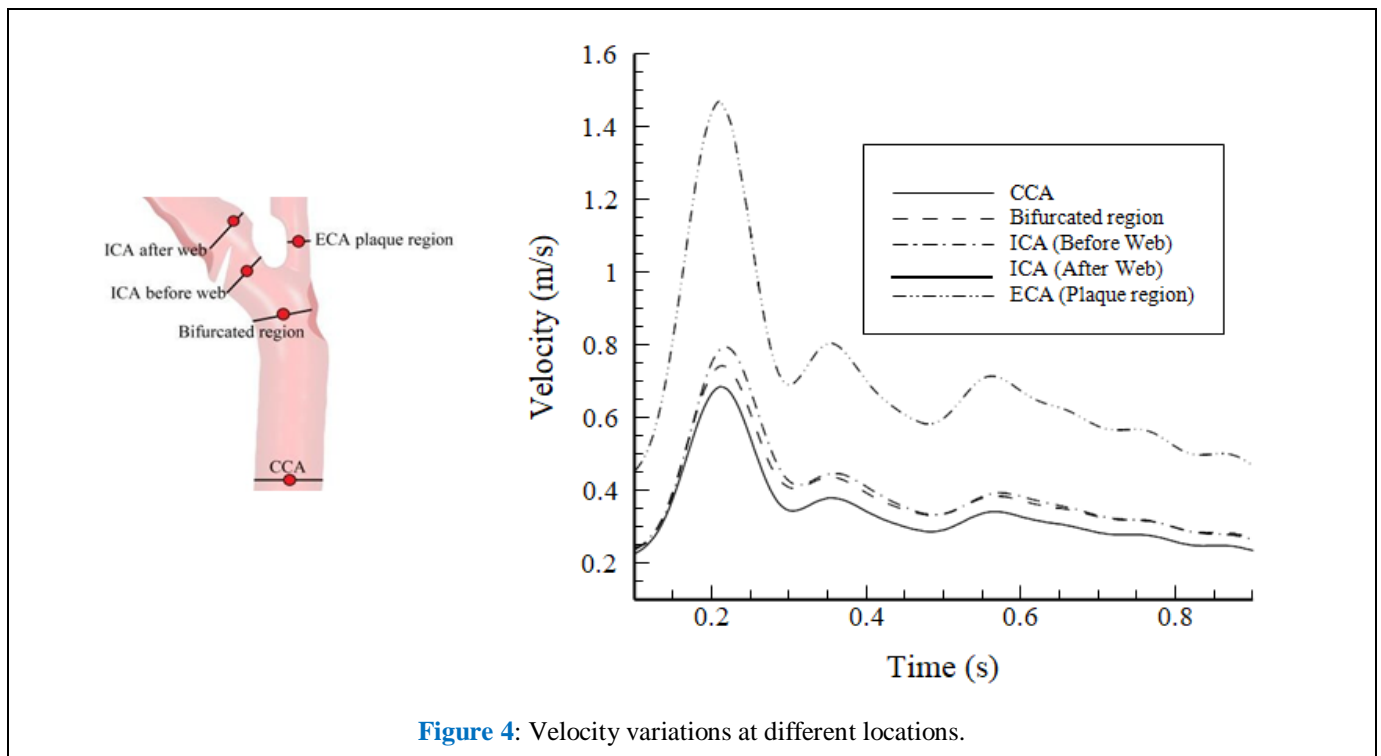 ICA after web
ECA plaque region
ICA before web
Bifurcated region
CCA
1.6
1.4
1.2
1
0.8
0.6
0.4
0.2
Velocity (m/s)
CCA
Bifurcated region
ICA (Before Web)
ICA (After Web)
ECA (Plaque region)
0.2 0.4 0.6 0.8
Time (s)
Figure 4: Velocity variations at different locations.